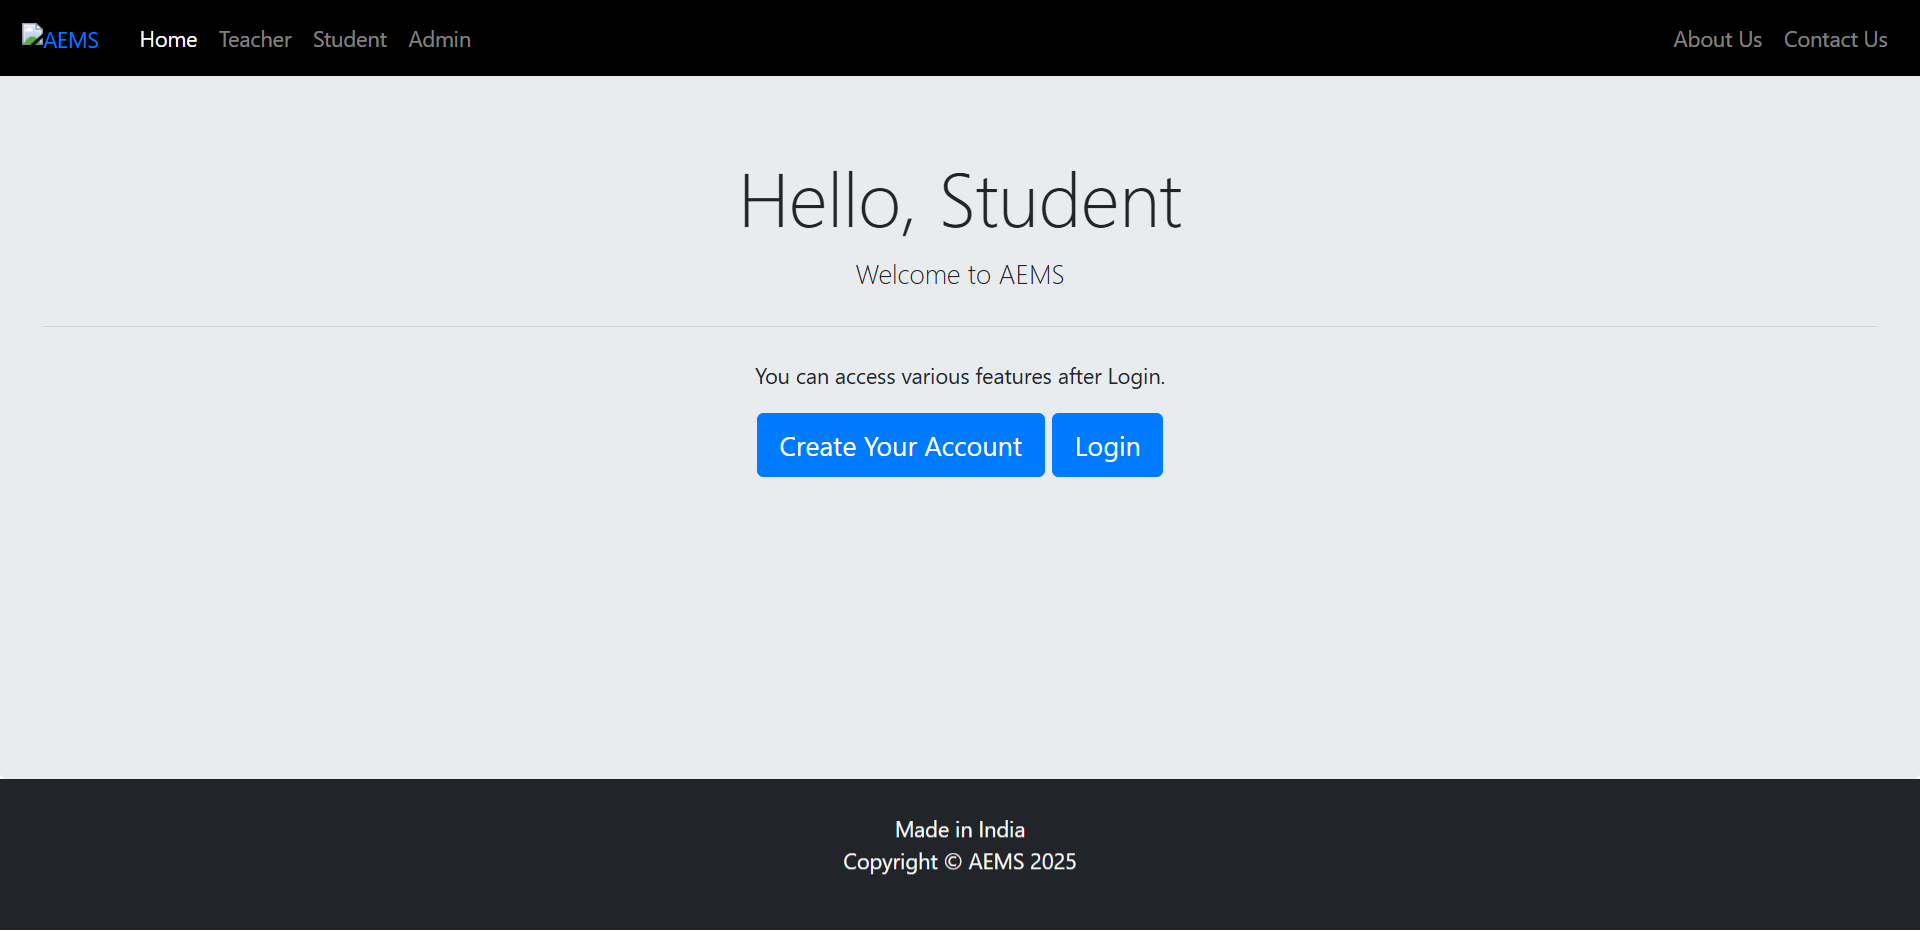 AEMS Home Teacher Student Admin About Us Contact Us
Hello, Student
Welcome to AEMS
You can access various features after Login.
Create Your Account Login
Made in India
Copyright © AEMS 2025